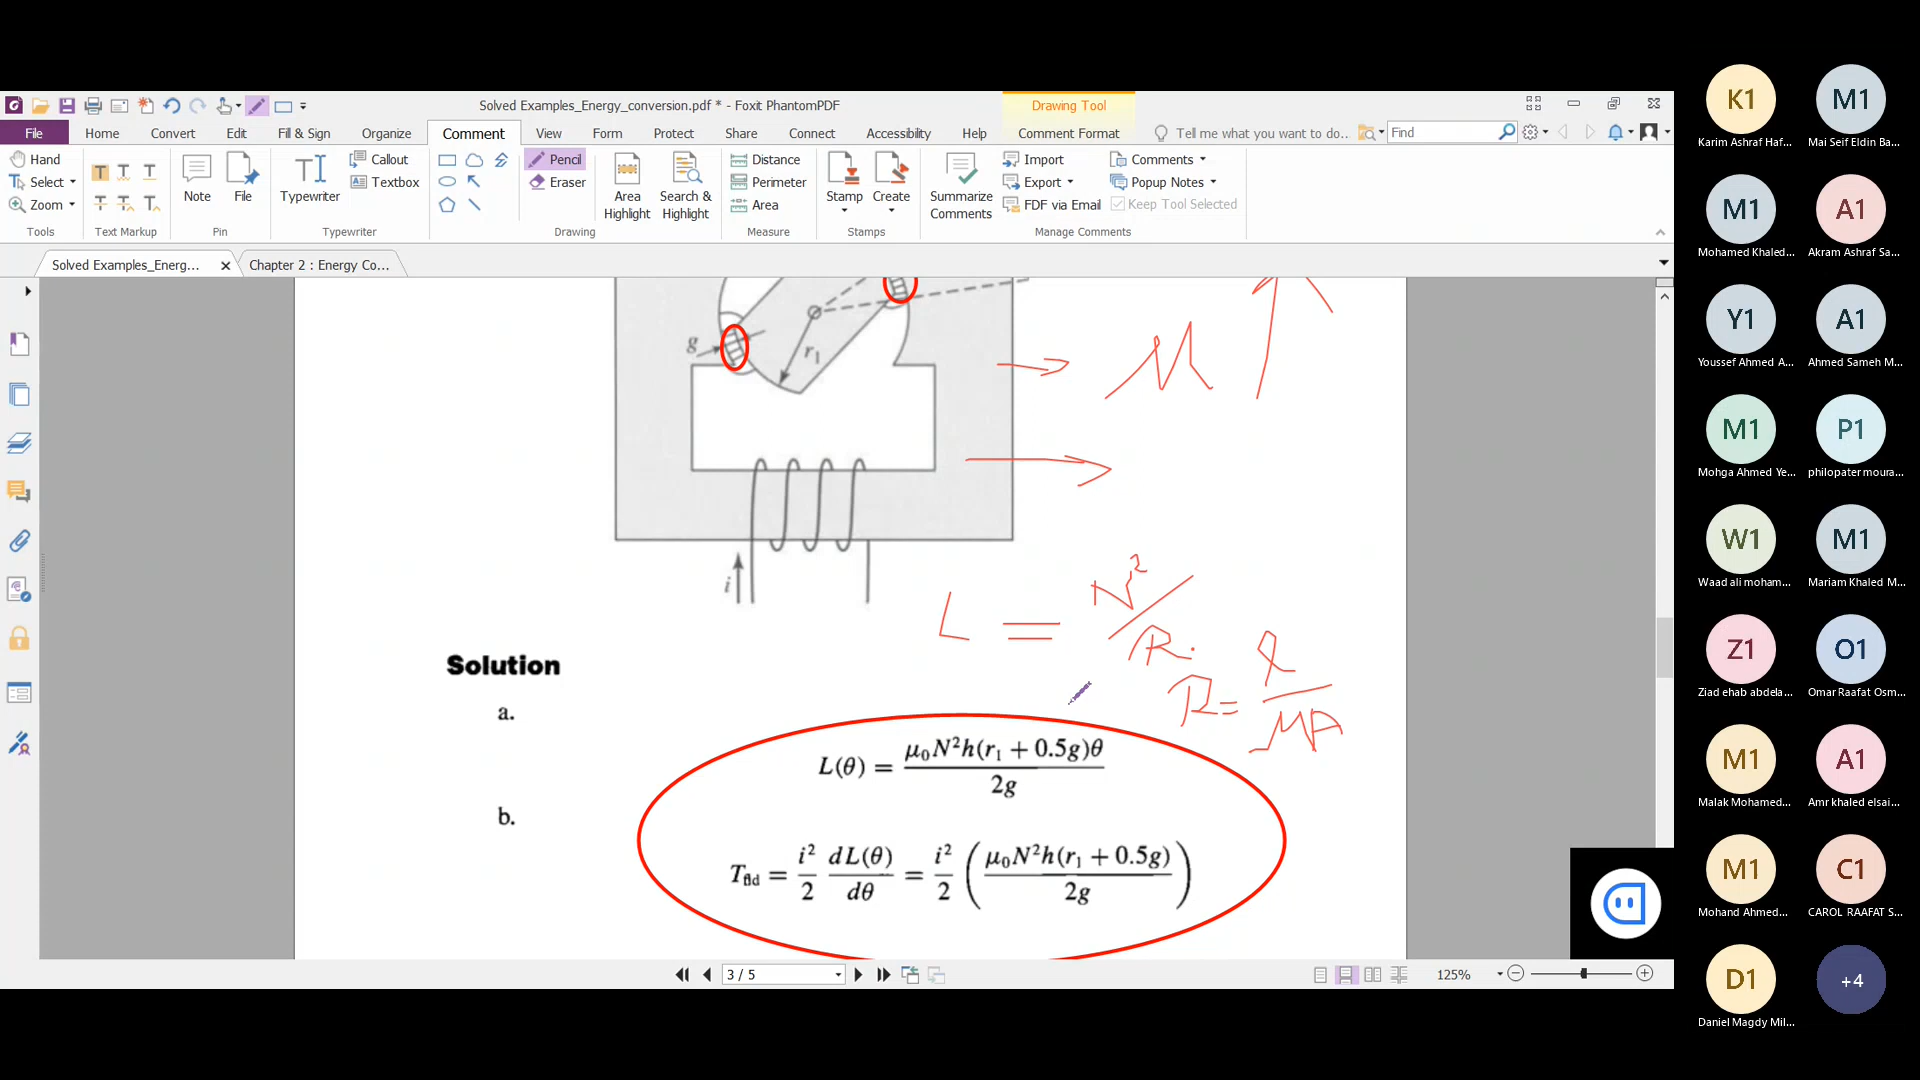 Solved Examples_Energy_conversion.pdf * - Foxit PhantomPDF
Drawing Tool
File Home Convert Edit Fill & Sign Organize Comment View Form Protect Share Connect Accessibility Help Comment Format Tell me what you want to do.. Find
Hand
Select
Zoom
Tools
Text Markup
Note
File
Pin
Typewriter
Callout
Textbox
Typewriter
Pencil
Eraser
Area Highlight
Search & Highlight
Drawing
Distance
Perimeter
Area
Measure
Stamp
Create
Stamps
Summarize Comments
Import
Export
FDF via Email
Comments
Popup Notes
Keep Tool Selected
Manage Comments
Solved Examples_Energ...
Chapter 2 : Energy Co...
g
r1
μ
i
L = N²/R.
R = l/μA
Solution
a.
L(θ) = μ0N²h(r1 + 0.5g)θ / 2g
b.
Tfld = i²/2 dL(θ)/dθ = i²/2 (μ0N²h(r1 + 0.5g) / 2g)
3 / 5
125%
K1
Karim Ashraf Haf...
M1
Mai Seif Eldin Ba...
M1
Mohamed Khaled...
A1
Akram Ashraf Sa...
Y1
Youssef Ahmed A...
A1
Ahmed Sameh M...
M1
Mohga Ahmed Ye...
P1
philopater moura...
W1
Waad ali moham...
M1
Mariam Khaled M...
Z1
Ziad ehab abdela...
O1
Omar Raafat Osm...
M1
Malak Mohamed...
A1
Amr khaled elsai...
M1
Mohand Ahmed...
C1
CAROL RAAFAT S...
D1
Daniel Magdy Mil...
+4